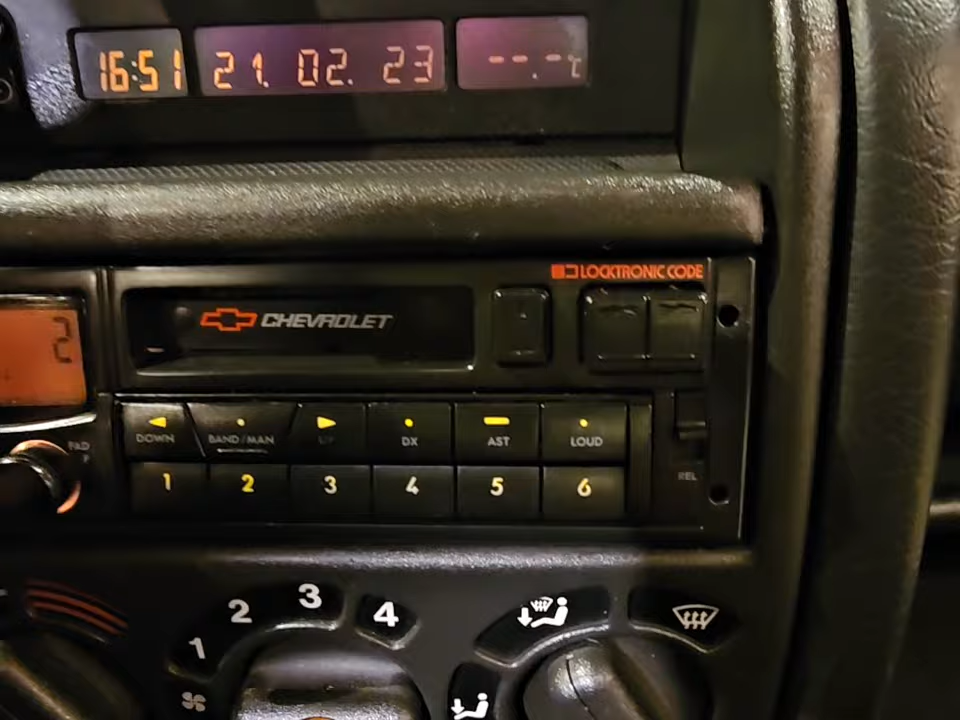 16:51 21. 02. 23 --.-°C
LOCKTRONIC CODE
CHEVROLET
2
DOWN BAND/MAN UP DX AST LOUD
FAD
F
1 2 3 4 5 6
REL
1 2 3 4